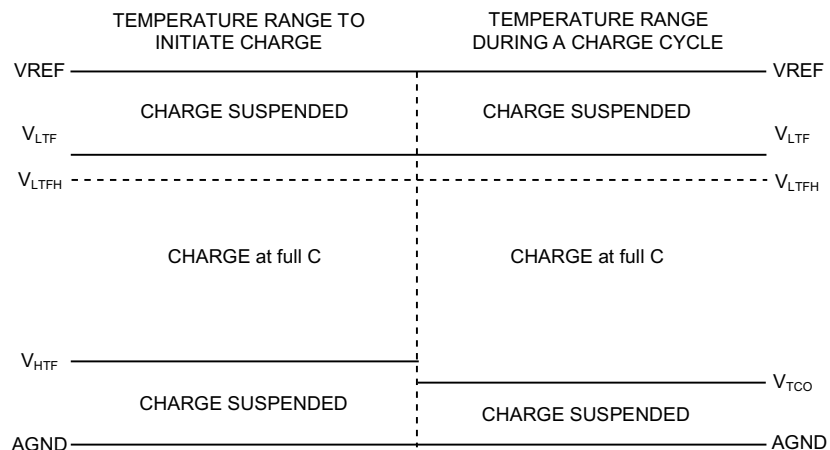 TEMPERATURE RANGE TO
INITIATE CHARGE
TEMPERATURE RANGE
DURING A CHARGE CYCLE
VREF
VREF
CHARGE SUSPENDED
CHARGE SUSPENDED
VLTF
VLTF
VLTFH
VLTFH
CHARGE at full C
CHARGE at full C
VHTF
VTCO
CHARGE SUSPENDED
CHARGE SUSPENDED
AGND
AGND